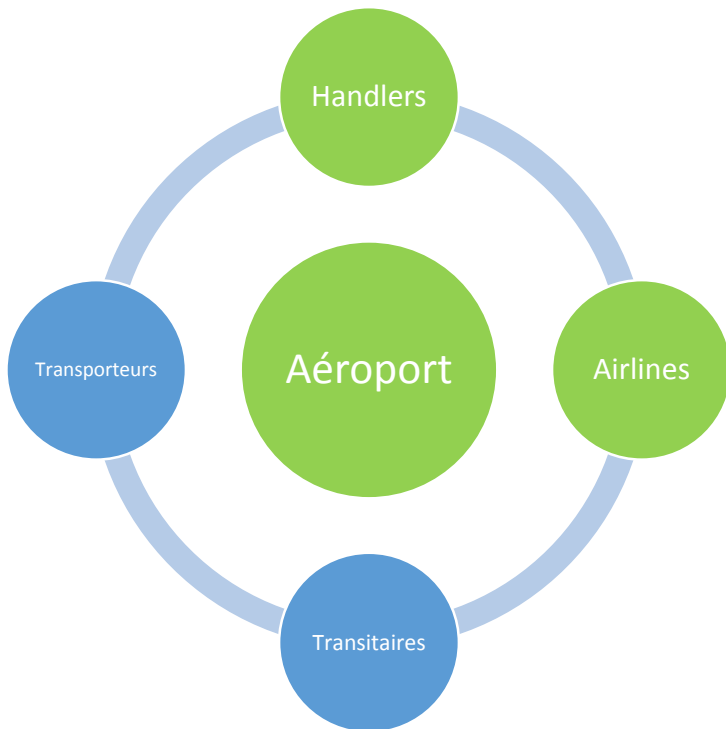 Handlers
Transporteurs
Aéroport
Airlines
Transitaires